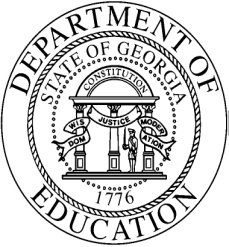 DEPARTMENT OF
EDUCATION
STATE OF GEORGIA
1776
CONSTITUTION
WIS
DOM
JUSTICE
MODER
ATION